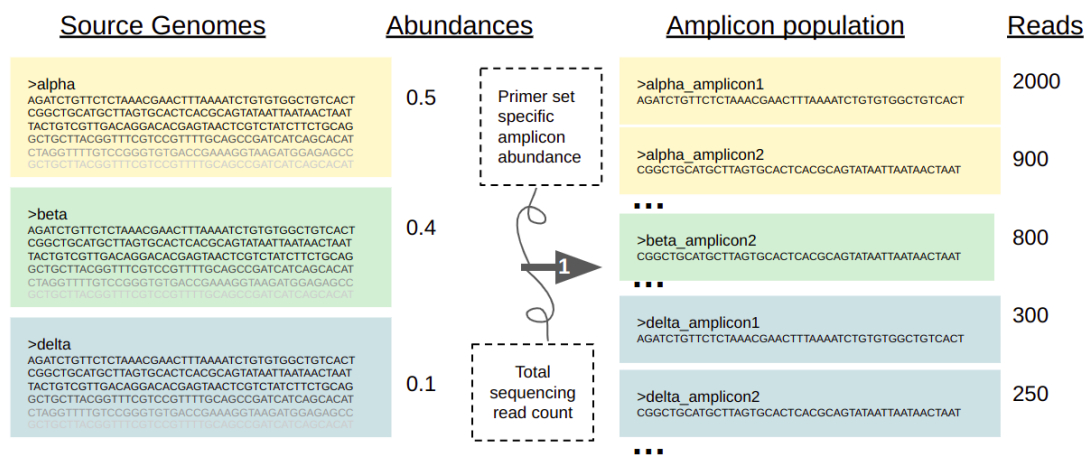 Source Genomes
Abundances
Amplicon population
Reads
>alpha
AGATCTGTTCTCTAAACGAACTTTAAAATCTGTGTGGCTGTCACT
CGGCTGCATGCTTAGTGCACTCACGCAGTATAATTAATAACTAAT
TACTGTCGTTGACAGGACACGAGTAACTCGTCTATCTTCTGCAG
GCTGCTTACGGTTTCGTCCGTTTTGCAGCCGATCATCAGCACAT
CTAGGTTTTGTCCGGGTGTGACCGAAAGGTAAGATGGAGAGCC
GCTGCTTACGGTTTCGTCCGTTTTGCAGCCGATCATCAGCACAT
0.5
>beta
AGATCTGTTCTCTAAACGAACTTTAAAATCTGTGTGGCTGTCACT
CGGCTGCATGCTTAGTGCACTCACGCAGTATAATTAATAACTAAT
TACTGTCGTTGACAGGACACGAGTAACTCGTCTATCTTCTGCAG
GCTGCTTACGGTTTCGTCCGTTTTGCAGCCGATCATCAGCACAT
CTAGGTTTTGTCCGGGTGTGACCGAAAGGTAAGATGGAGAGCC
GCTGCTTACGGTTTCGTCCGTTTTGCAGCCGATCATCAGCACAT
0.4
>delta
AGATCTGTTCTCTAAACGAACTTTAAAATCTGTGTGGCTGTCACT
CGGCTGCATGCTTAGTGCACTCACGCAGTATAATTAATAACTAAT
TACTGTCGTTGACAGGACACGAGTAACTCGTCTATCTTCTGCAG
GCTGCTTACGGTTTCGTCCGTTTTGCAGCCGATCATCAGCACAT
CTAGGTTTTGTCCGGGTGTGACCGAAAGGTAAGATGGAGAGCC
GCTGCTTACGGTTTCGTCCGTTTTGCAGCCGATCATCAGCACAT
0.1
Primer set
specific
amplicon
abundance
1
Total
sequencing
read count
>alpha_amplicon1
AGATCTGTTCTCTAAACGAACTTTAAAATCTGTGTGGCTGTCACT
2000
>alpha_amplicon2
CGGCTGCATGCTTAGTGCACTCACGCAGTATAATTAATAACTAAT
900
...
>beta_amplicon2
CGGCTGCATGCTTAGTGCACTCACGCAGTATAATTAATAACTAAT
800
...
>delta_amplicon1
AGATCTGTTCTCTAAACGAACTTTAAAATCTGTGTGGCTGTCACT
300
>delta_amplicon2
CGGCTGCATGCTTAGTGCACTCACGCAGTATAATTAATAACTAAT
250
...